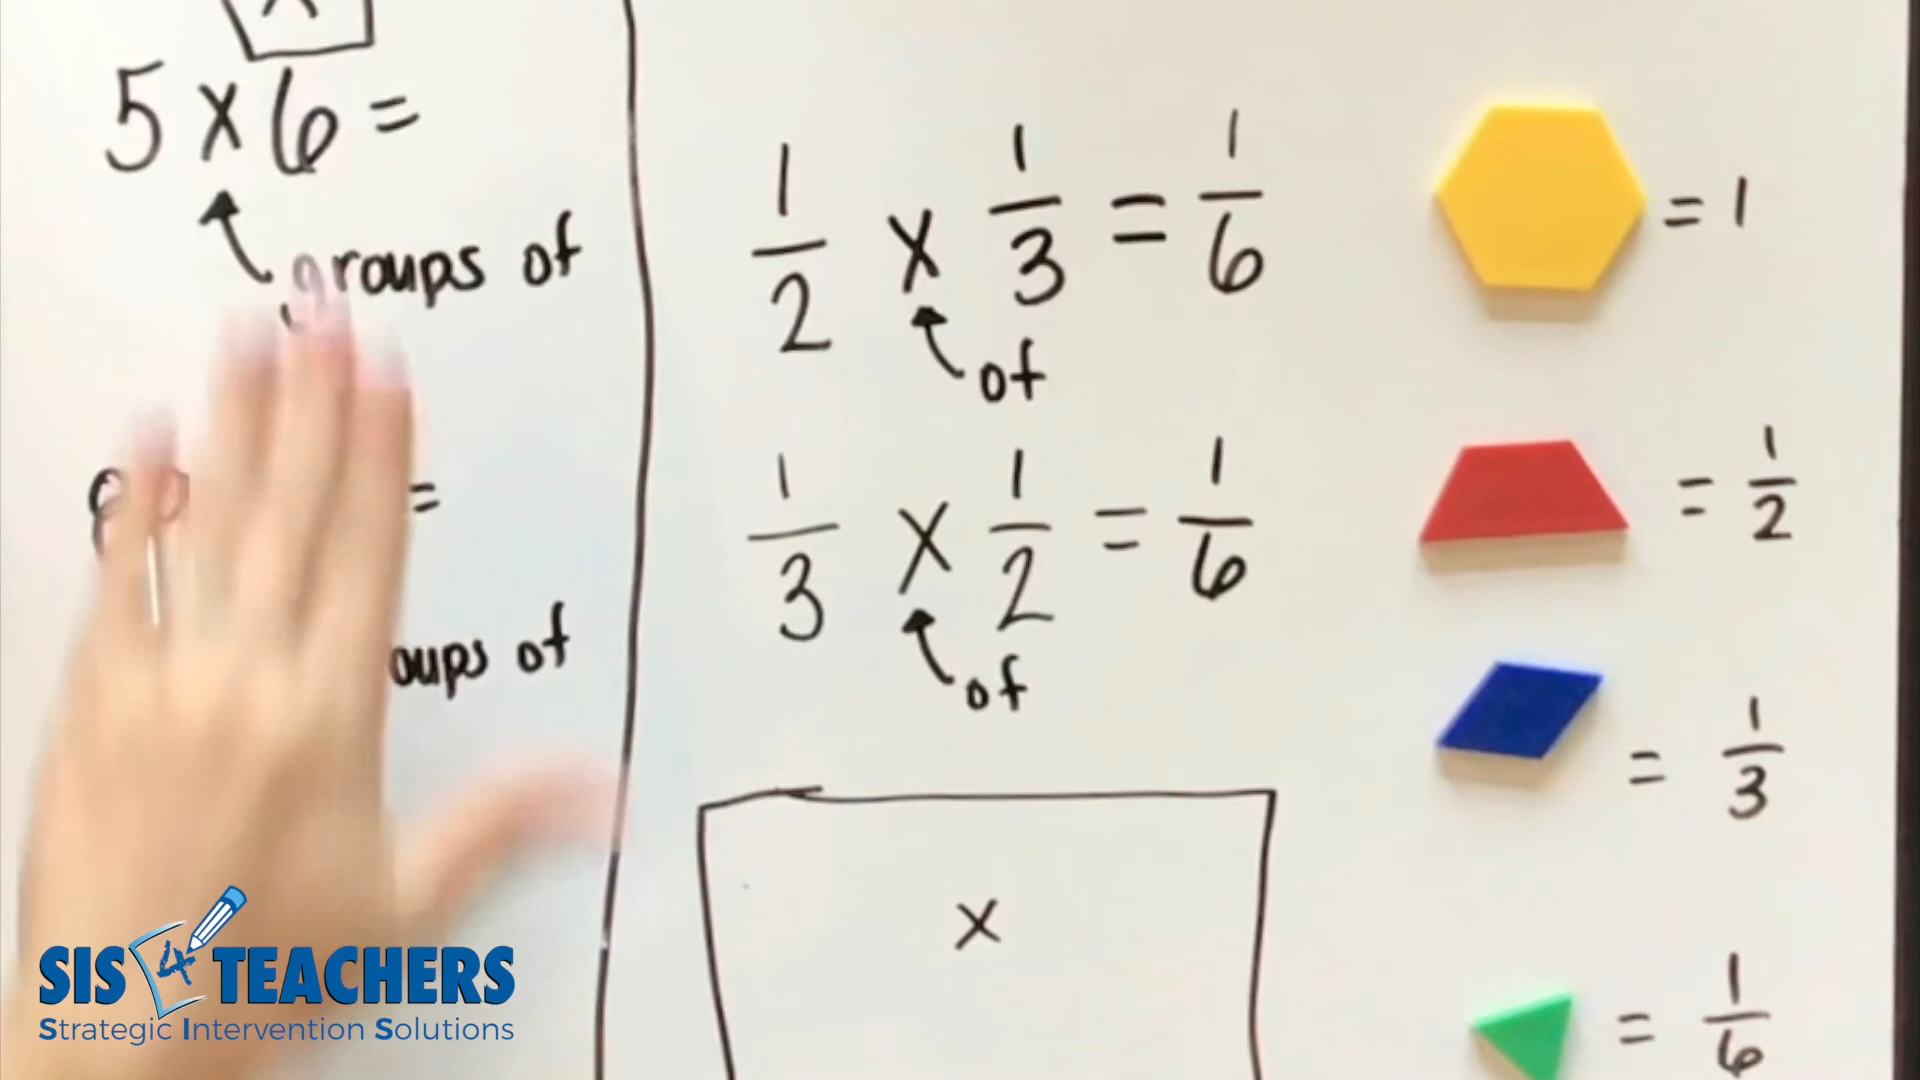 5 x 6 =
groups of
=
oups of
1/2 x 1/3 = 1/6
of
1/3 x 1/2 = 1/6
of
x
= 1
= 1/2
= 1/3
= 1/6
SIS 4 TEACHERS
Strategic Intervention Solutions